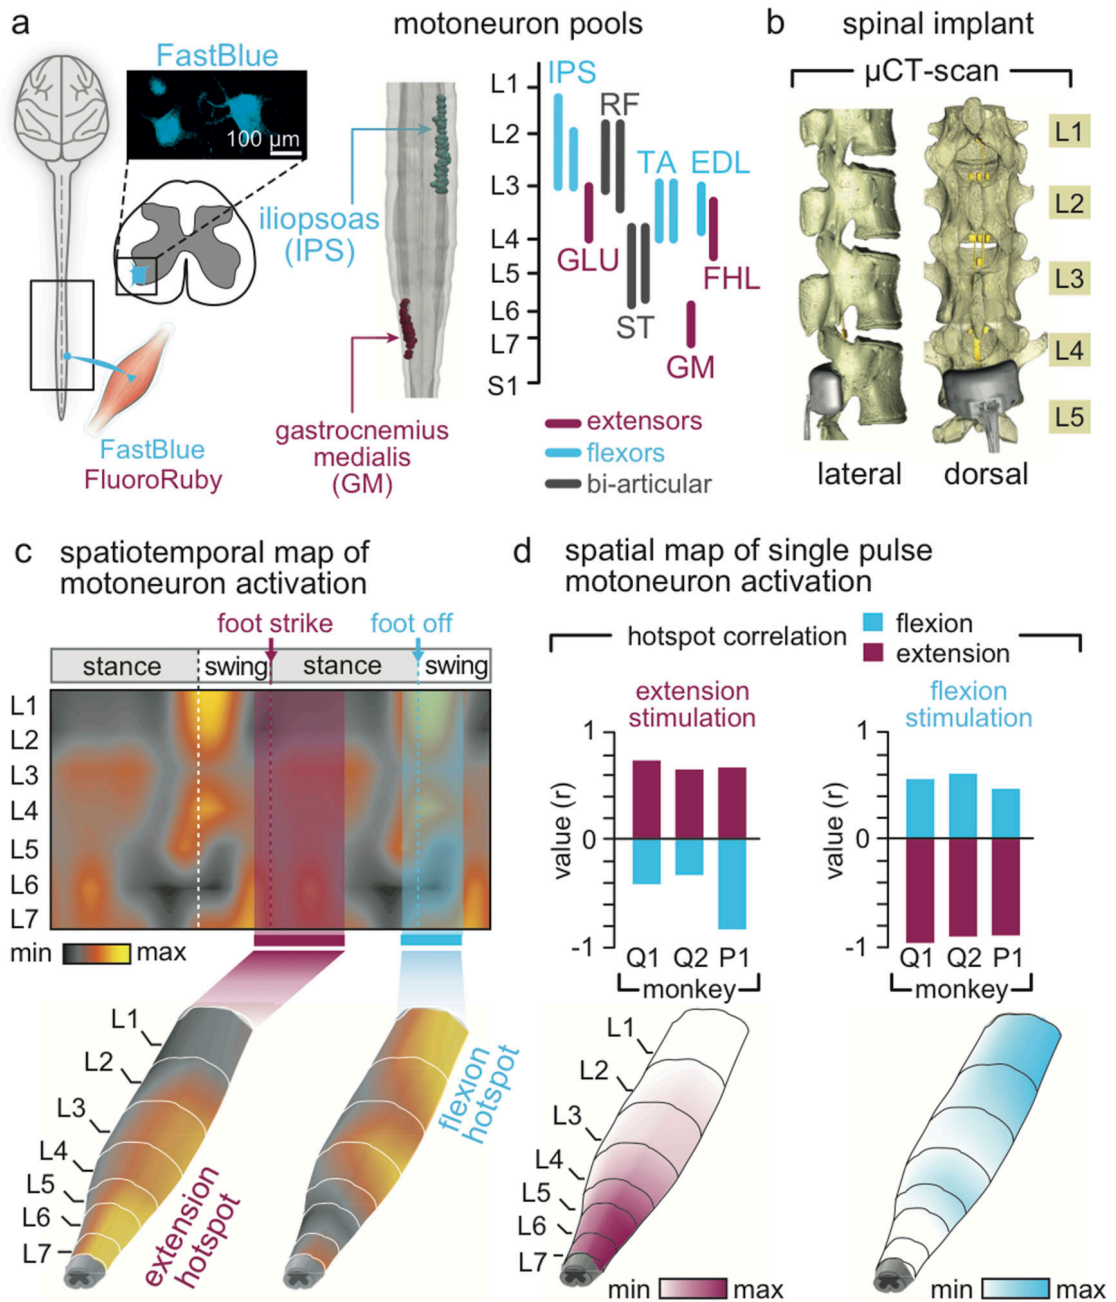 a
motoneuron pools
FastBlue
100 µm
iliopsoas
(IPS)
gastrocnemius
medialis
(GM)
FastBlue
FluoroRuby
L1
L2
L3
L4
L5
L6
L7
S1
IPS
RF
TA
EDL
GLU
FHL
ST
GM
extensors
flexors
bi-articular
b
spinal implant
µCT-scan
L1
L2
L3
L4
L5
lateral
dorsal
c
spatiotemporal map of
motoneuron activation
foot strike
foot off
stance
swing
stance
swing
L1
L2
L3
L4
L5
L6
L7
min
max
L1
L2
L3
L4
L5
L6
L7
extension
hotspot
flexion
hotspot
d
spatial map of single pulse
motoneuron activation
hotspot correlation
flexion
extension
extension
stimulation
1
0
-1
value (r)
Q1 Q2 P1
monkey
flexion
stimulation
1
0
-1
value (r)
Q1 Q2 P1
monkey
L1
L2
L3
L4
L5
L6
L7
min
max
min
max